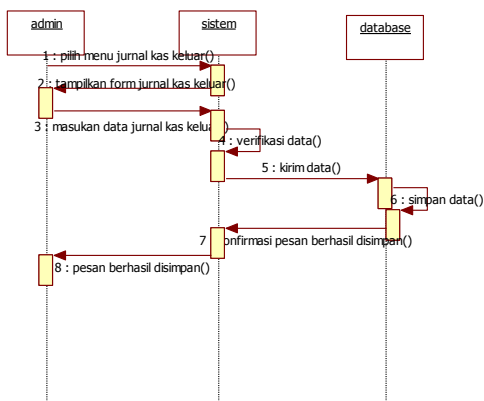 admin
sistem
database
1 : pilih menu jurnal kas keluar()
2 : tampilkan form jurnal kas keluar()
3 : masukan data jurnal kas keluar()
4 : verifikasi data()
5 : kirim data()
6 : simpan data()
7 : konfirmasi pesan berhasil disimpan()
8 : pesan berhasil disimpan()